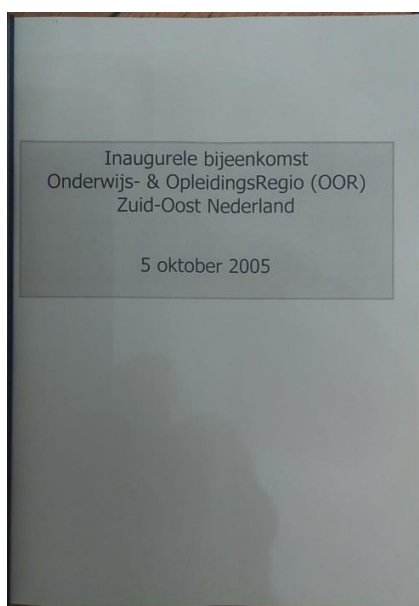 Inaugurele bijeenkomst
Onderwijs- & OpleidingsRegio (OOR)
Zuid-Oost Nederland
5 oktober 2005